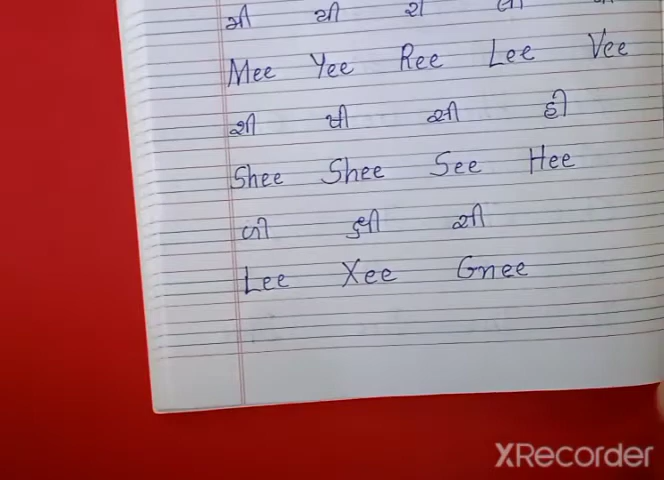 મી યી રી લી
Mee Yee Ree Lee Vee
શી ષી સી હી
Shee Shee See Hee
ળી ક્ષી જ્ઞી
Lee Xee Gnee
XRecorder